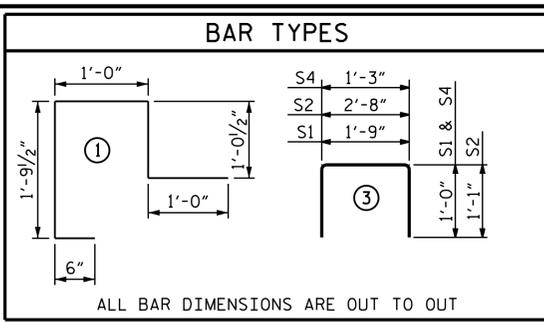 BAR TYPES
1'-0"
S4 1'-3"
S2 2'-8"
S1 1'-9"
S1 & S4
S2
1'-9½"
1
1'-0½"
1'-0"
3
1'-0"
1'-1"
6"
ALL BAR DIMENSIONS ARE OUT TO OUT